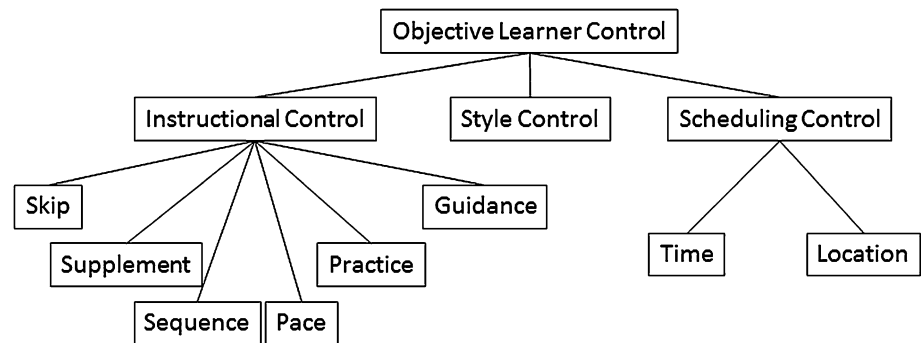 Objective Learner Control
Instructional Control
Style Control
Scheduling Control
Skip
Guidance
Supplement
Practice
Time
Location
Sequence
Pace